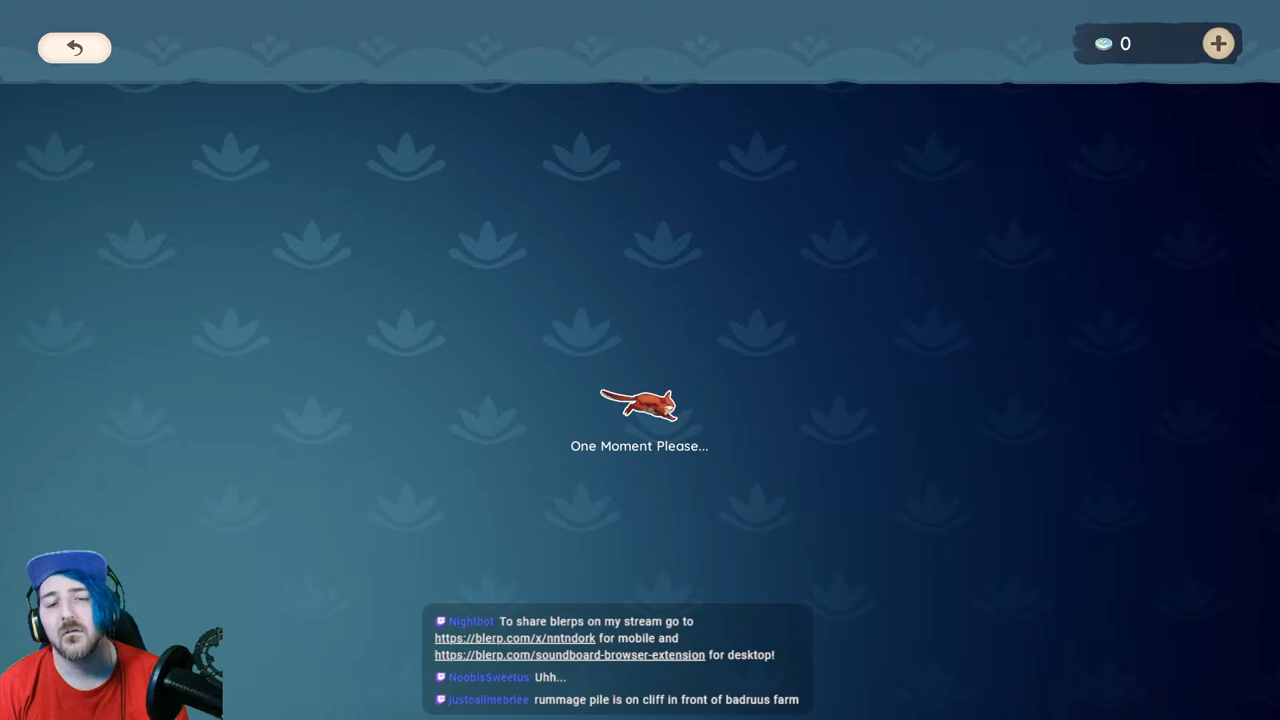 0
One Moment Please...
Nightbot To share blerps on my stream go to
https://blerp.com/x/nntndork for mobile and
https://blerp.com/soundboard-browser-extension for desktop!
NoobisSweetus Uhh...
justcallmebriee rummage pile is on cliff in front of badruus farm